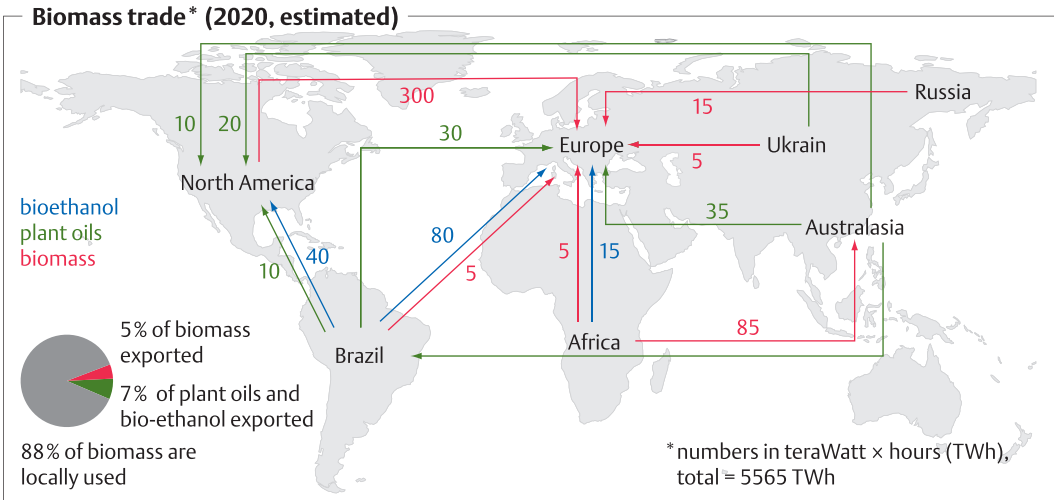 Biomass trade* (2020, estimated)
300
15
Russia
10
20
30
Europe
5
Ukrain
North America
bioethanol
plant oils
biomass
35
Australasia
80
5
5
15
40
10
85
Brazil
Africa
5% of biomass
exported
7% of plant oils and
bio-ethanol exported
88% of biomass are
locally used
* numbers in teraWatt × hours (TWh),
total = 5565 TWh